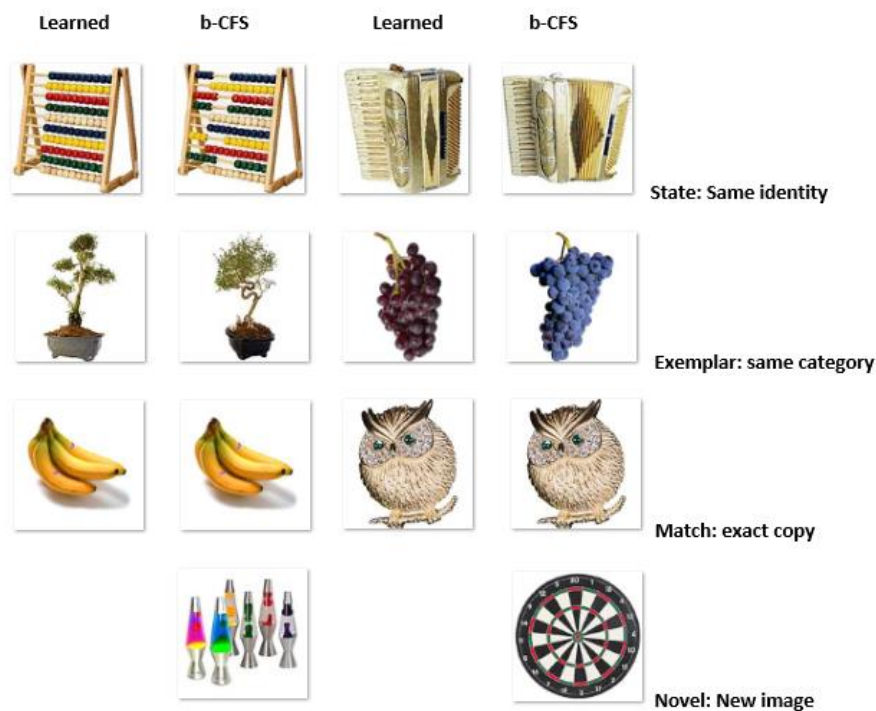 Learned b-CFS Learned b-CFS
State: Same identity
Exemplar: same category
Match: exact copy
Novel: New image